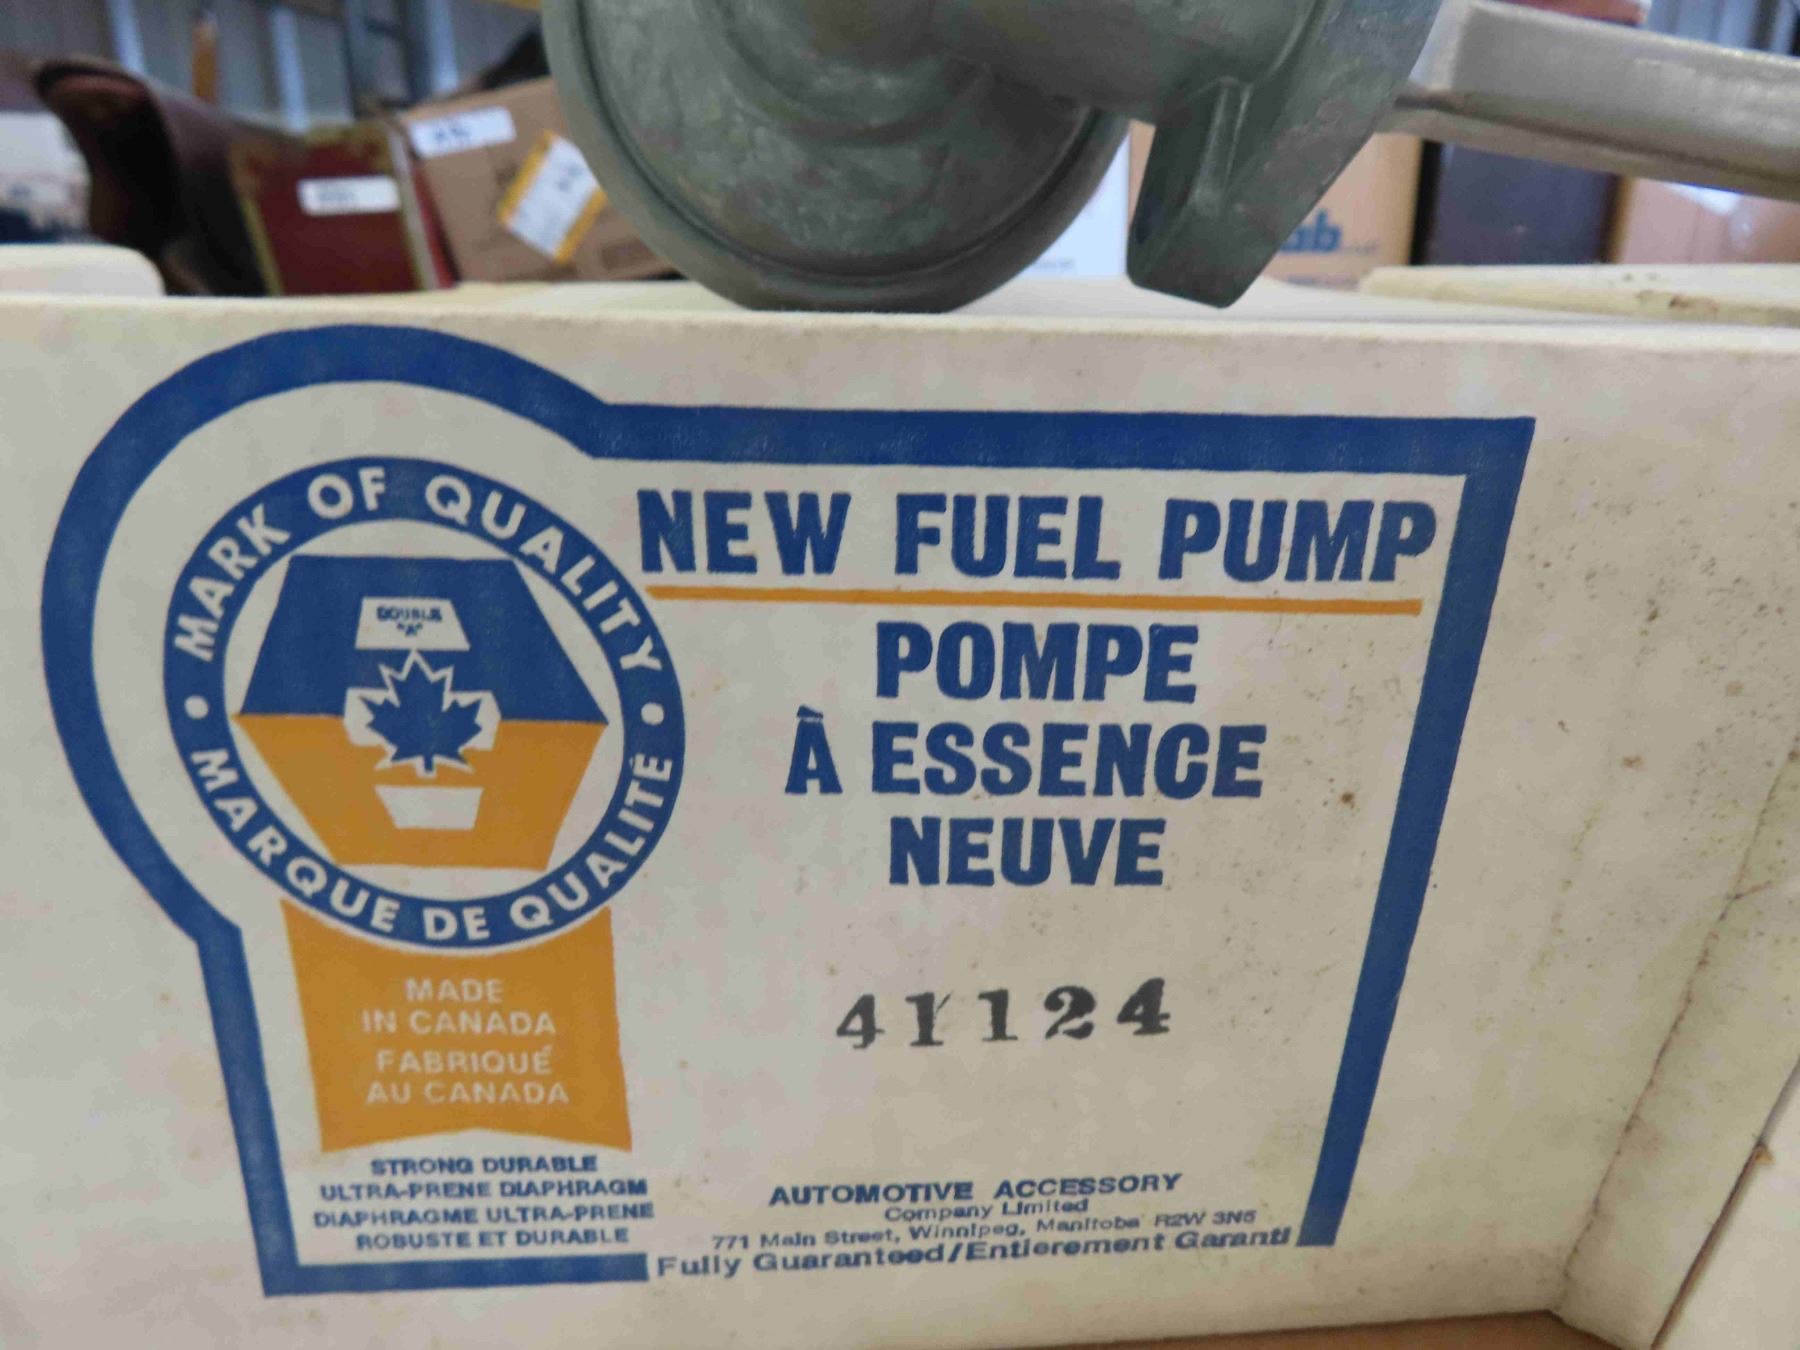 ab
MARK OF QUALITY
DOUBLE
"A"
MARQUE DE QUALITÉ
MADE
IN CANADA
FABRIQUÉ
AU CANADA
STRONG DURABLE
ULTRA-PRENE DIAPHRAGM
DIAPHRAGME ULTRA-PRENE
ROBUSTE ET DURABLE
NEW FUEL PUMP
POMPE
À ESSENCE
NEUVE
41124
AUTOMOTIVE ACCESSORY
Company Limited
771 Main Street, Winnipeg, Manitoba R2W 3N5
Fully Guaranteed/Entierement Garanti